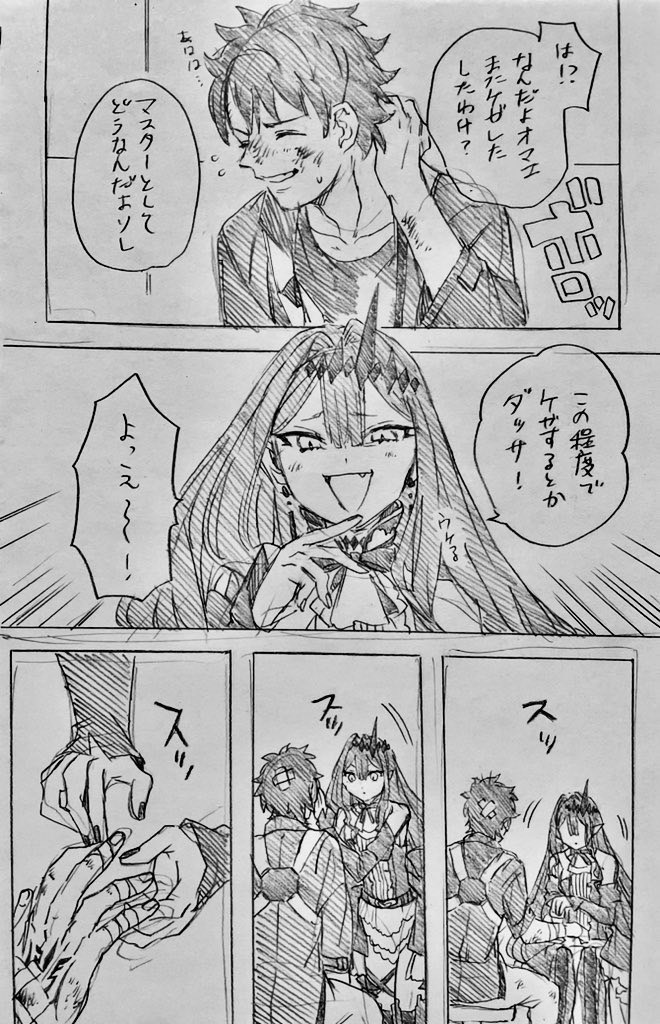 は!?
なんだよオマエ
またケガした
したわけ?
ギロッ
あはは…
マスターとして
どうなんだよソレ
この程度で
ケガするとか
ダッサ!
ウケる
よっえ〜〜!
スッ
スッ
スッ